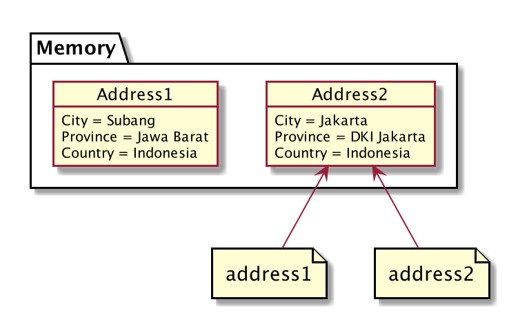 Memory
Address1
City = Subang
Province = Jawa Barat
Country = Indonesia
Address2
City = Jakarta
Province = DKI Jakarta
Country = Indonesia
address1
address2